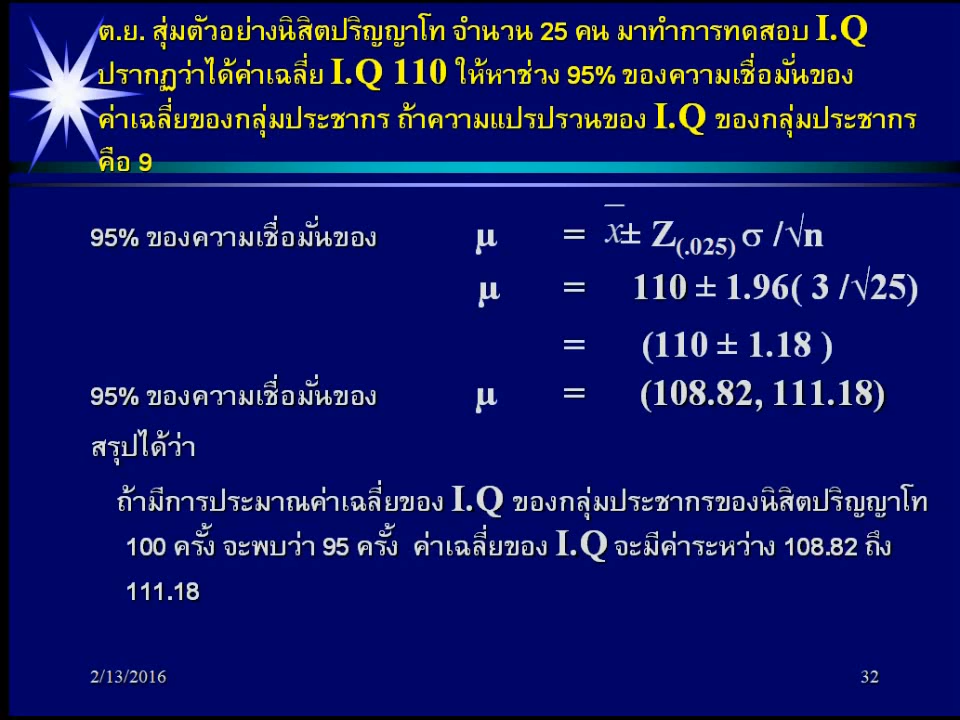 ต.ย. สุ่มตัวอย่างนิสิตปริญญาโท จำนวน 25 คน มาทำการทดสอบ I.Q
ปรากฏว่าได้ค่าเฉลี่ย I.Q 110 ให้หาช่วง 95% ของความเชื่อมั่นของ
ค่าเฉลี่ยของกลุ่มประชากร ถ้าความแปรปรวนของ I.Q ของกลุ่มประชากร
คือ 9
95% ของความเชื่อมั่นของ μ = x̅ ± Z(.025) σ /√n
μ = 110 ± 1.96( 3 /√25)
= (110 ± 1.18 )
95% ของความเชื่อมั่นของ μ = (108.82, 111.18)
สรุปได้ว่า
ถ้ามีการประมาณค่าเฉลี่ยของ I.Q ของกลุ่มประชากรของนิสิตปริญญาโท
100 ครั้ง จะพบว่า 95 ครั้ง ค่าเฉลี่ยของ I.Q จะมีค่าระหว่าง 108.82 ถึง
111.18
2/13/2016 32